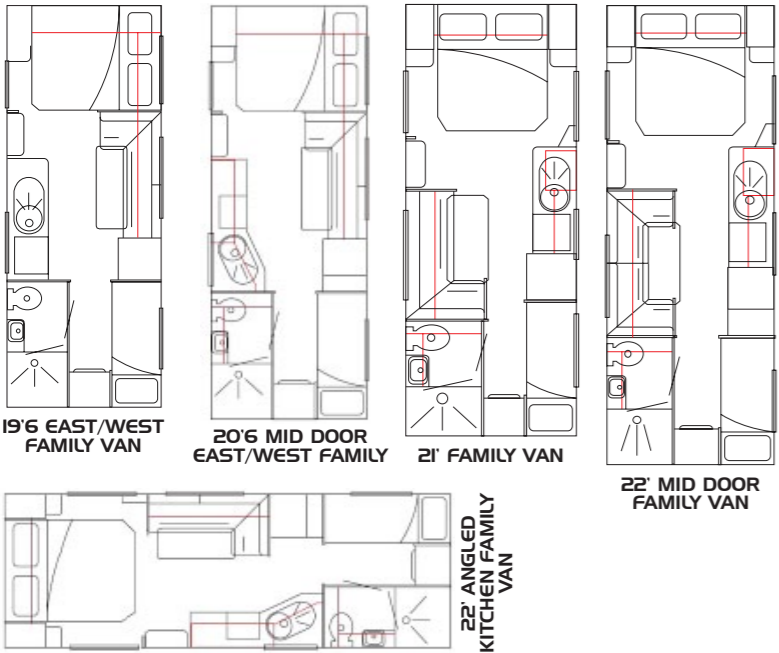 19'6 EAST/WEST
FAMILY VAN
20'6 MID DOOR
EAST/WEST FAMILY
21' FAMILY VAN
22' MID DOOR
FAMILY VAN
22' ANGLED
KITCHEN FAMILY
VAN